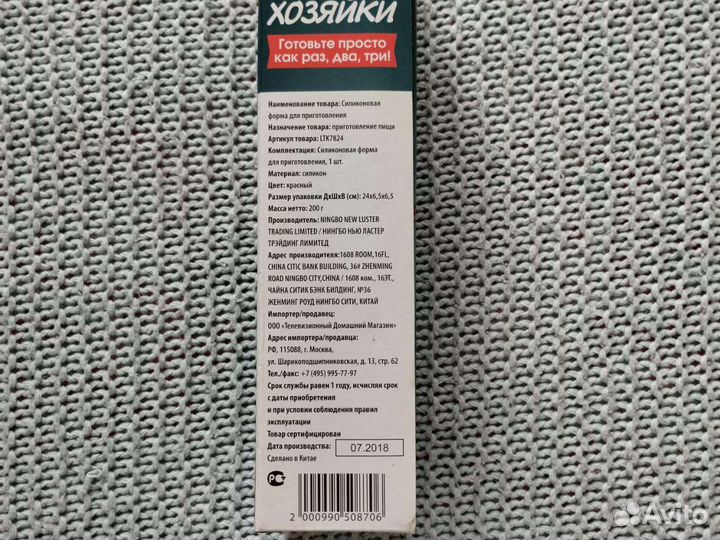 ХОЗЯЙКИ
Готовьте просто
как раз, два, три!
Наименование товара: Силиконовая
форма для приготовления
Назначение товара: приготовление пищи
Артикул товара: LTK7824
Комплектация: Силиконовая форма
для приготовления, 1 шт.
Материал: силикон
Цвет: красный
Размер упаковки ДхШхВ (см): 24х6,5х6,5
Масса нетто: 200 г
Производитель: NINGBO NEW LUSTER
TRADING LIMITED / НИНГБО НЬЮ ЛАСТЕР
ТРЭЙДИНГ ЛИМИТЕД
Адрес производителя:1608 ROOM,16FL,
CHINA CITIC BANK BUILDING, 36# ZHENMING
ROAD NINGBO CITY,CHINA / 1608 ком., 16ЭТ.,
ЧАЙНА СИТИК БЭНК БИЛДИНГ, №36
ЖЕНМИНГ РОУД НИНГБО СИТИ, КИТАЙ
Импортер/продавец:
ООО «Телевизионный Домашний Магазин»
Адрес импортера/продавца:
РФ, 115088, г. Москва,
ул. Шарикоподшипниковская, д. 13, стр. 62
Тел./факс: +7 (495) 995-77-97
Срок службы равен 1 году, исчисляя срок
с даты приобретения
и при условии соблюдения правил
эксплуатации
Товар сертифицирован
Дата производства: 07.2018
Сделано в Китае
2 000990 508706
Avito